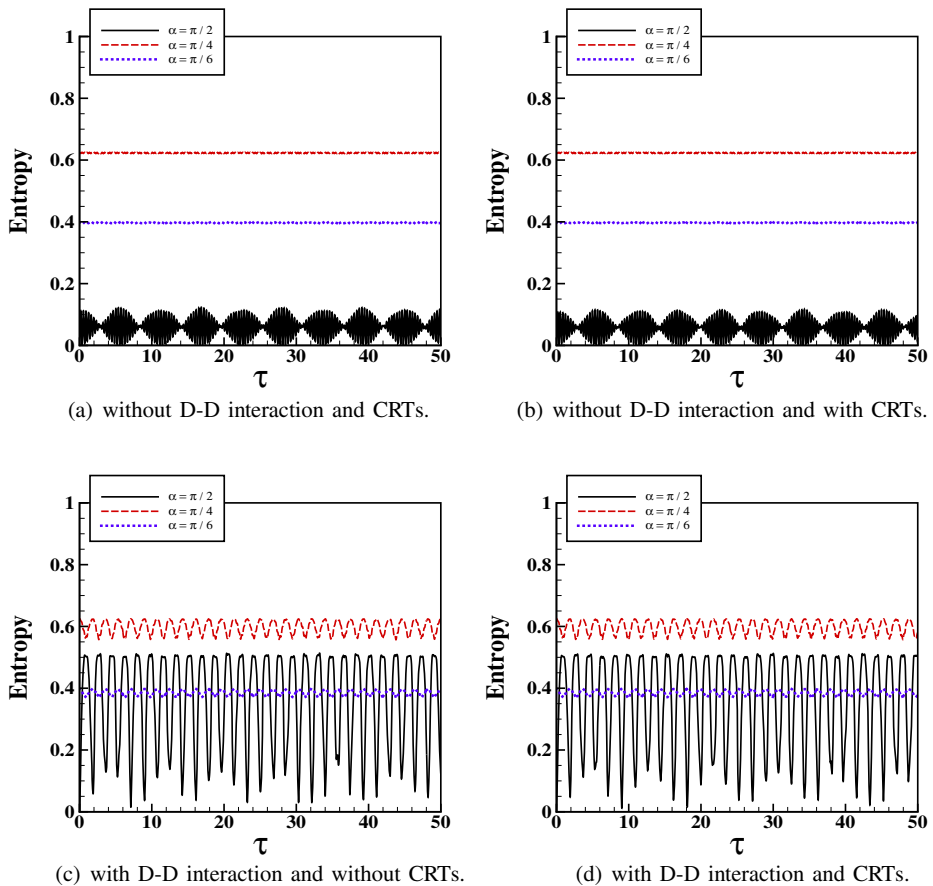 α = π / 2
α = π / 4
α = π / 6
1
0.8
0.6
0.4
0.2
0
Entropy
0 10 20 30 40 50
τ
(a) without D-D interaction and CRTs.
α = π / 2
α = π / 4
α = π / 6
1
0.8
0.6
0.4
0.2
0
Entropy
0 10 20 30 40 50
τ
(b) without D-D interaction and with CRTs.
α = π / 2
α = π / 4
α = π / 6
1
0.8
0.6
0.4
0.2
0
Entropy
0 10 20 30 40 50
τ
(c) with D-D interaction and without CRTs.
α = π / 2
α = π / 4
α = π / 6
1
0.8
0.6
0.4
0.2
0
Entropy
0 10 20 30 40 50
τ
(d) with D-D interaction and CRTs.